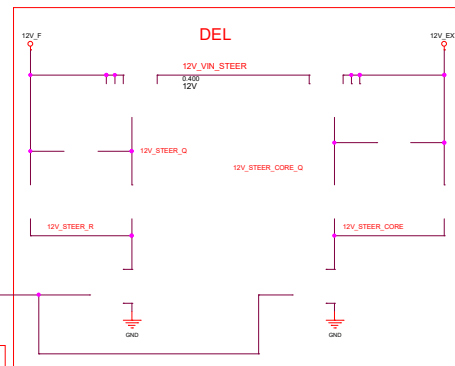 DEL
12V_F
12V_EX
12V_VIN_STEER
0.400
12V
12V_STEER_Q
12V_STEER_CORE_Q
12V_STEER_R
12V_STEER_CORE
GND
GND